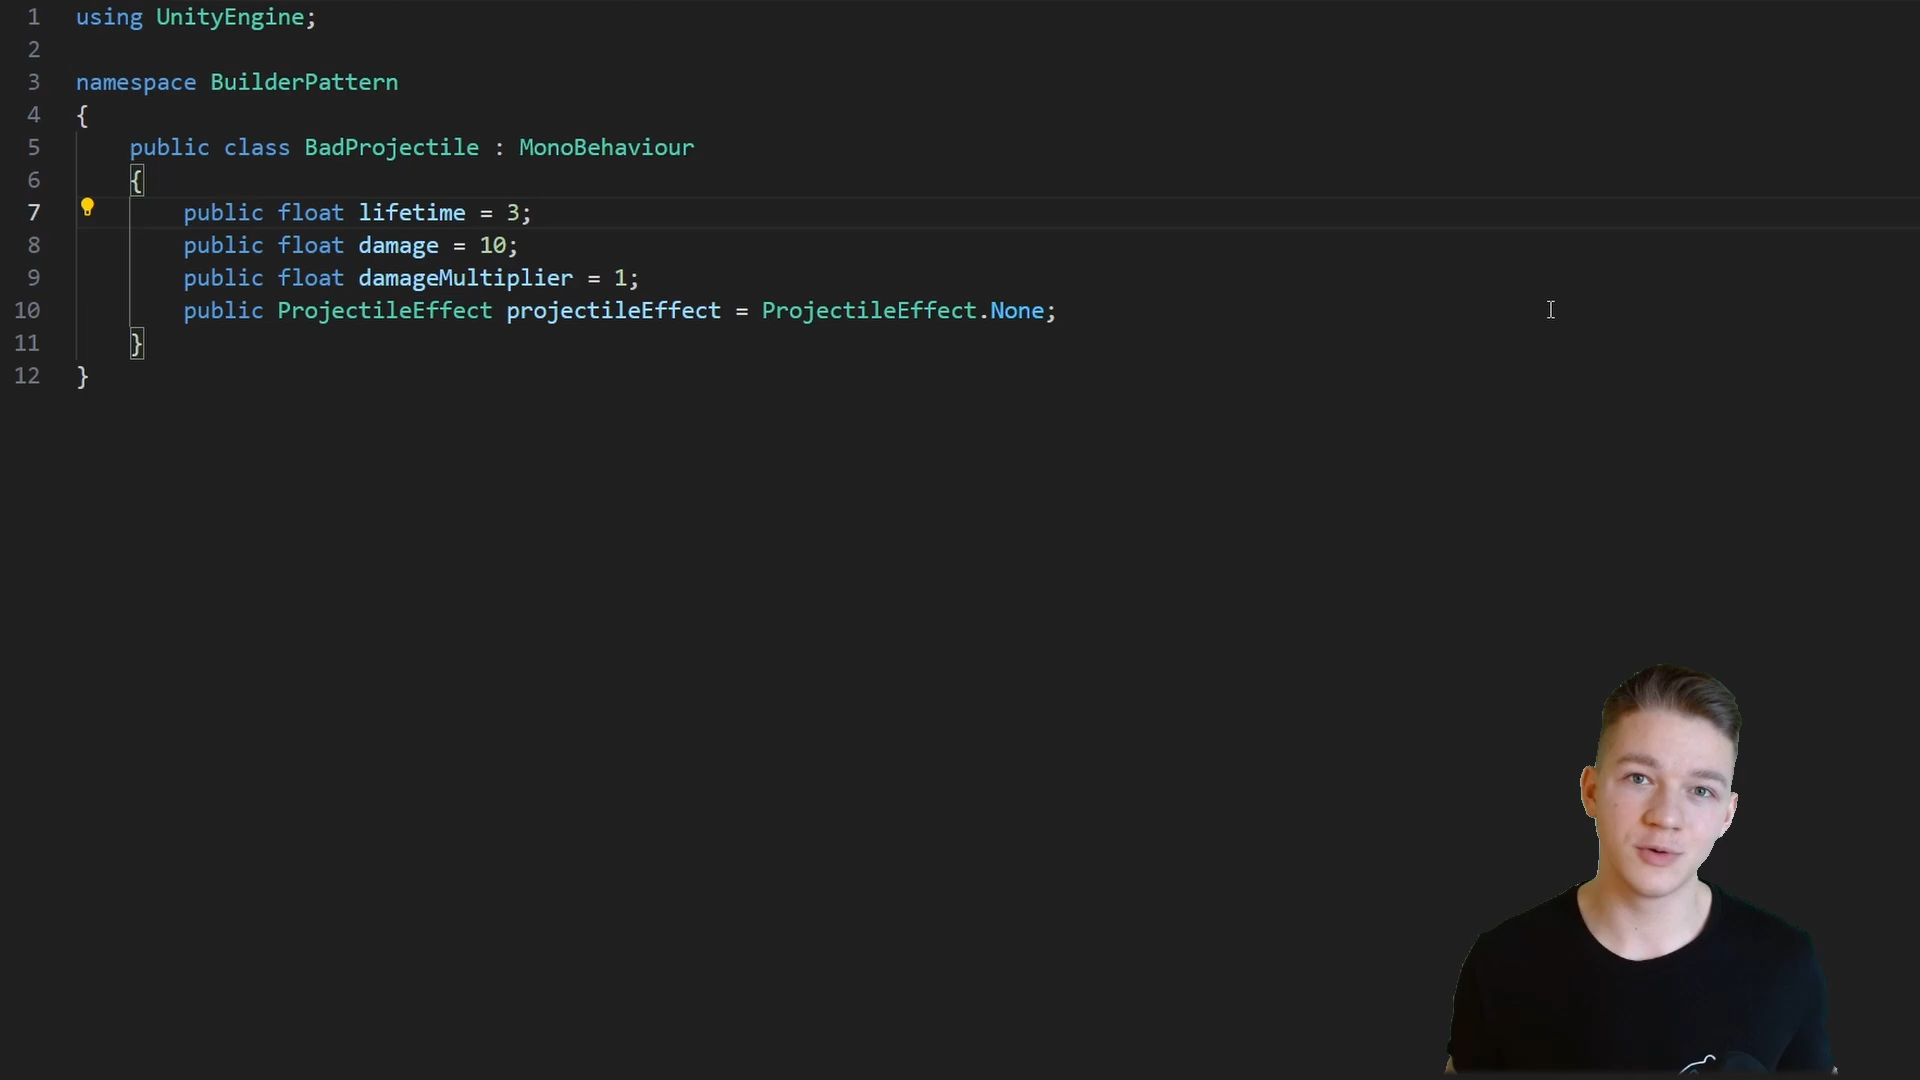 1 using UnityEngine;
2
3 namespace BuilderPattern
4 {
5 public class BadProjectile : MonoBehaviour
6 {
7 public float lifetime = 3;
8 public float damage = 10;
9 public float damageMultiplier = 1;
10 public ProjectileEffect projectileEffect = ProjectileEffect.None;
11 }
12 }